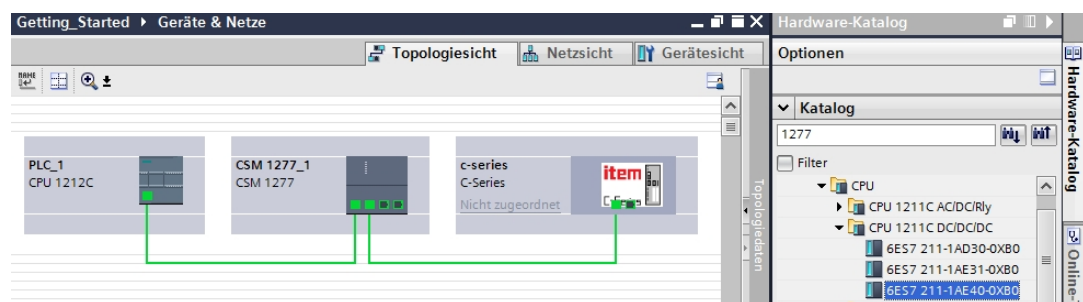 Getting_Started ▸ Geräte & Netze
Hardware-Katalog
Topologiesicht
Netzsicht
Gerätesicht
Optionen
NAME
Katalog
1277
Filter
PLC_1
CPU 1212C
CSM 1277_1
CSM 1277
c-series
C-Series
Nicht zugeordnet
item
CPU
CPU 1211C AC/DC/Rly
CPU 1211C DC/DC/DC
6ES7 211-1AD30-0XB0
6ES7 211-1AE31-0XB0
6ES7 211-1AE40-0XB0
Topologiedaten
Hardware-Katalog
Online-